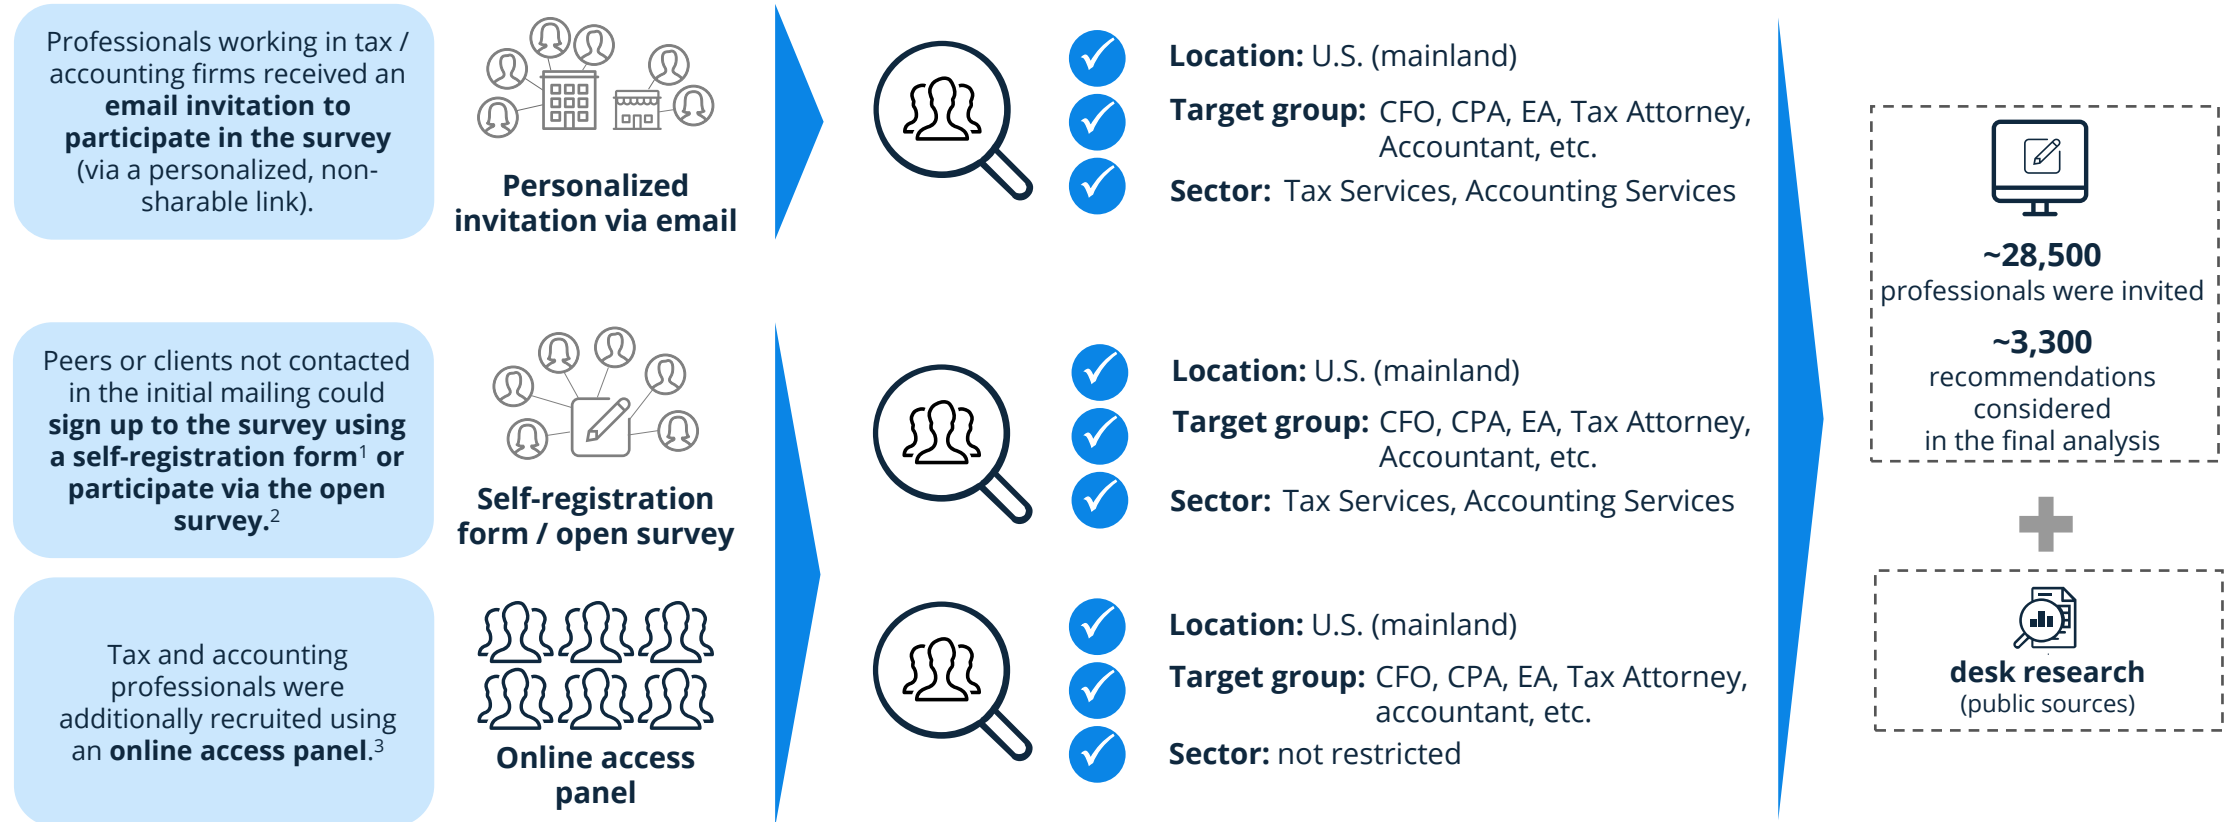 Professionals working in tax /
accounting firms received an
email invitation to
participate in the survey
(via a personalized, non-
sharable link).
Personalized
invitation via email
Location: U.S. (mainland)
Target group: CFO, CPA, EA, Tax Attorney,
Accountant, etc.
Sector: Tax Services, Accounting Services
Peers or clients not contacted
in the initial mailing could
sign up to the survey using
a self-registration form¹ or
participate via the open
survey.²
Self-registration
form / open survey
Location: U.S. (mainland)
Target group: CFO, CPA, EA, Tax Attorney,
Accountant, etc.
Sector: Tax Services, Accounting Services
Tax and accounting
professionals were
additionally recruited using
an online access panel.³
Online access
panel
Location: U.S. (mainland)
Target group: CFO, CPA, EA, Tax Attorney,
accountant, etc.
Sector: not restricted
~28,500
professionals were invited
~3,300
recommendations
considered
in the final analysis
desk research
(public sources)